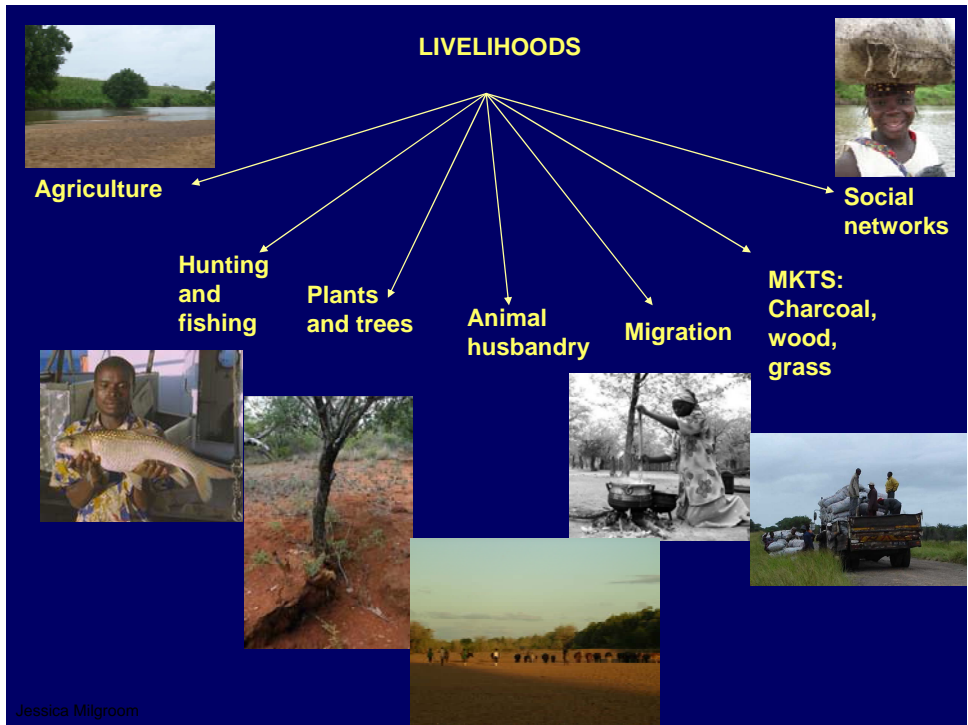 LIVELIHOODS
Agriculture
Social
networks
Hunting
and
fishing
Plants
and trees
Animal
husbandry
Migration
MKTS:
Charcoal,
wood,
grass
Jessica Milgroom